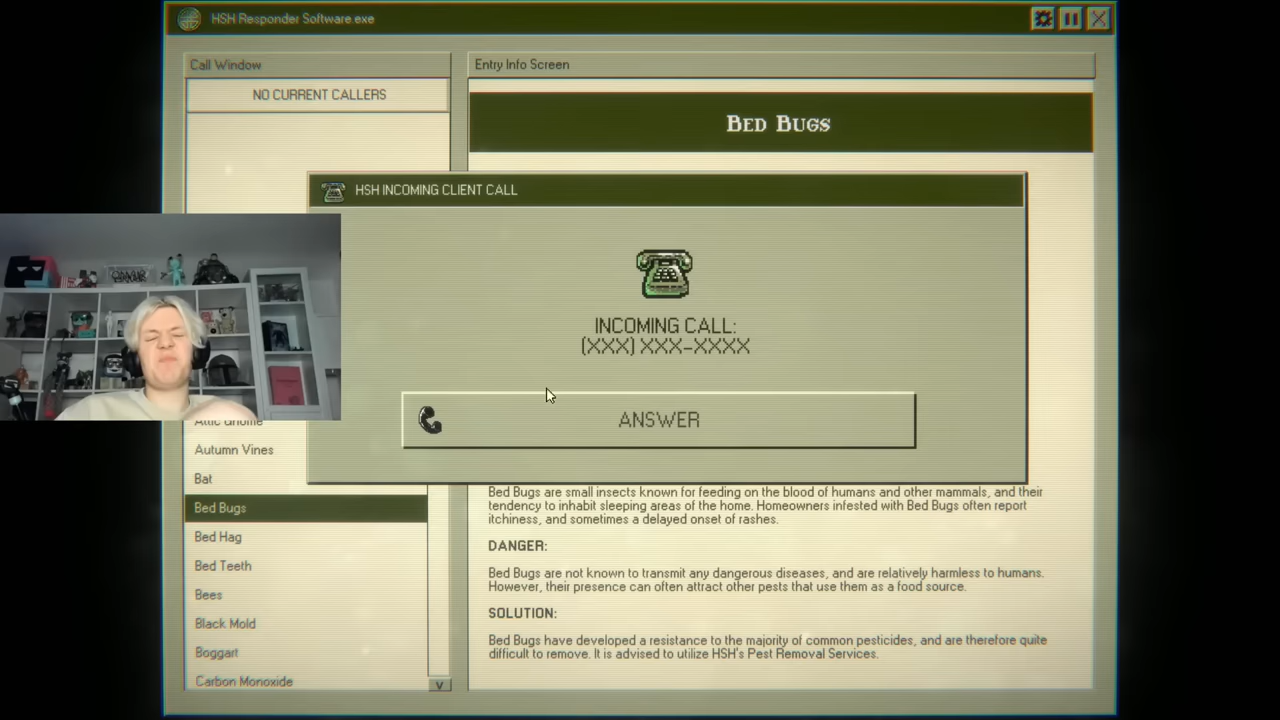 HSH Responder Software.exe
Call Window
NO CURRENT CALLERS
Entry Info Screen
BED BUGS
HSH INCOMING CLIENT CALL
INCOMING CALL:
(XXX) XXX-XXXX
ANSWER
Attic Gnome
Autumn Vines
Bat
Bed Bugs
Bed Hag
Bed Teeth
Bees
Black Mold
Boggart
Carbon Monoxide
V
Bed Bugs are small insects known for feeding on the blood of humans and other mammals, and their
tendency to inhabit sleeping areas of the home. Homeowners infested with Bed Bugs often report
itchiness, and sometimes a delayed onset of rashes.
DANGER:
Bed Bugs are not known to transmit any dangerous diseases, and are relatively harmless to humans.
However, their presence can often attract other pests that use them as a food source.
SOLUTION:
Bed Bugs have developed a resistance to the majority of common pesticides, and are therefore quite
difficult to remove. It is advised to utilize HSH's Pest Removal Services.